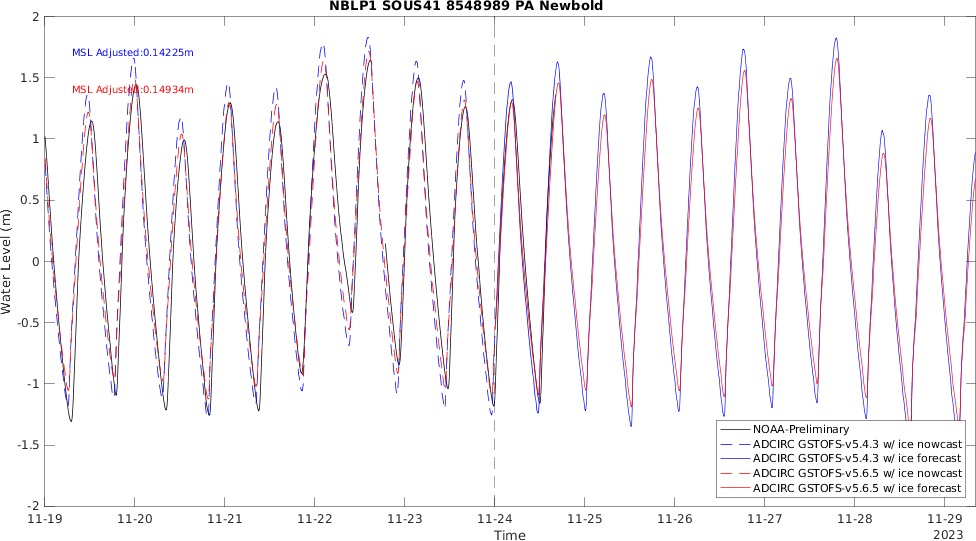 NBLP1 SOUS41 8548989 PA Newbold
2
1.5
1
0.5
0
-0.5
-1
-1.5
-2
Water Level (m)
MSL Adjusted:0.14225m
MSL Adjusted:0.14934m
NOAA-Preliminary
ADCIRC GSTOFS-v5.4.3 w/ ice nowcast
ADCIRC GSTOFS-v5.4.3 w/ ice forecast
ADCIRC GSTOFS-v5.6.5 w/ ice nowcast
ADCIRC GSTOFS-v5.6.5 w/ ice forecast
11-19 11-20 11-21 11-22 11-23 11-24 11-25 11-26 11-27 11-28 11-29
Time
2023